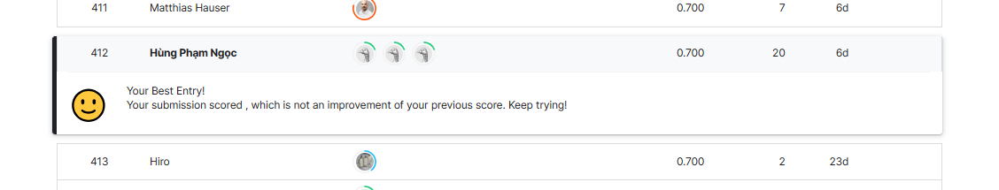 411 Matthias Hauser 0.700 7 6d
412 Hùng Phạm Ngọc 0.700 20 6d
Your Best Entry!
Your submission scored , which is not an improvement of your previous score. Keep trying!
413 Hiro 0.700 2 23d